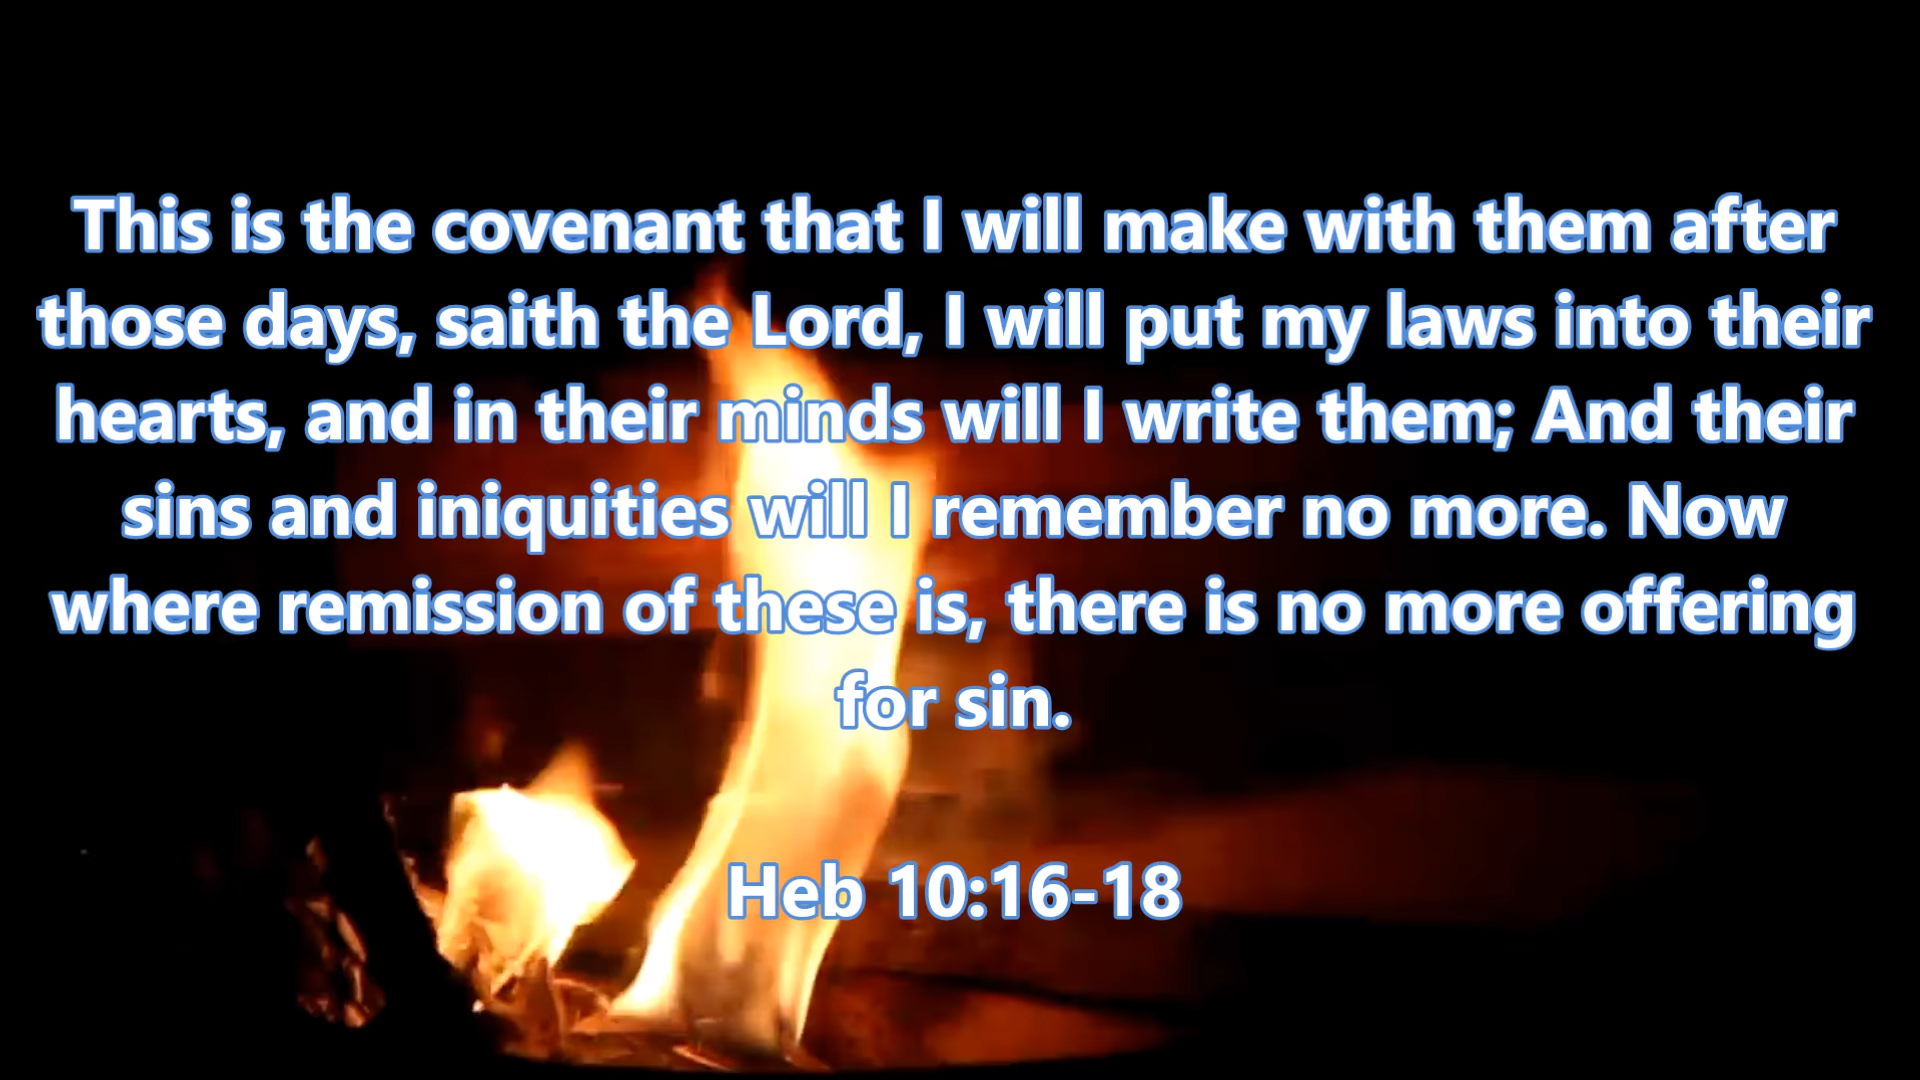 This is the covenant that I will make with them after
those days, saith the Lord, I will put my laws into their
hearts, and in their minds will I write them; And their
sins and iniquities will I remember no more. Now
where remission of these is, there is no more offering
for sin.
Heb 10:16-18